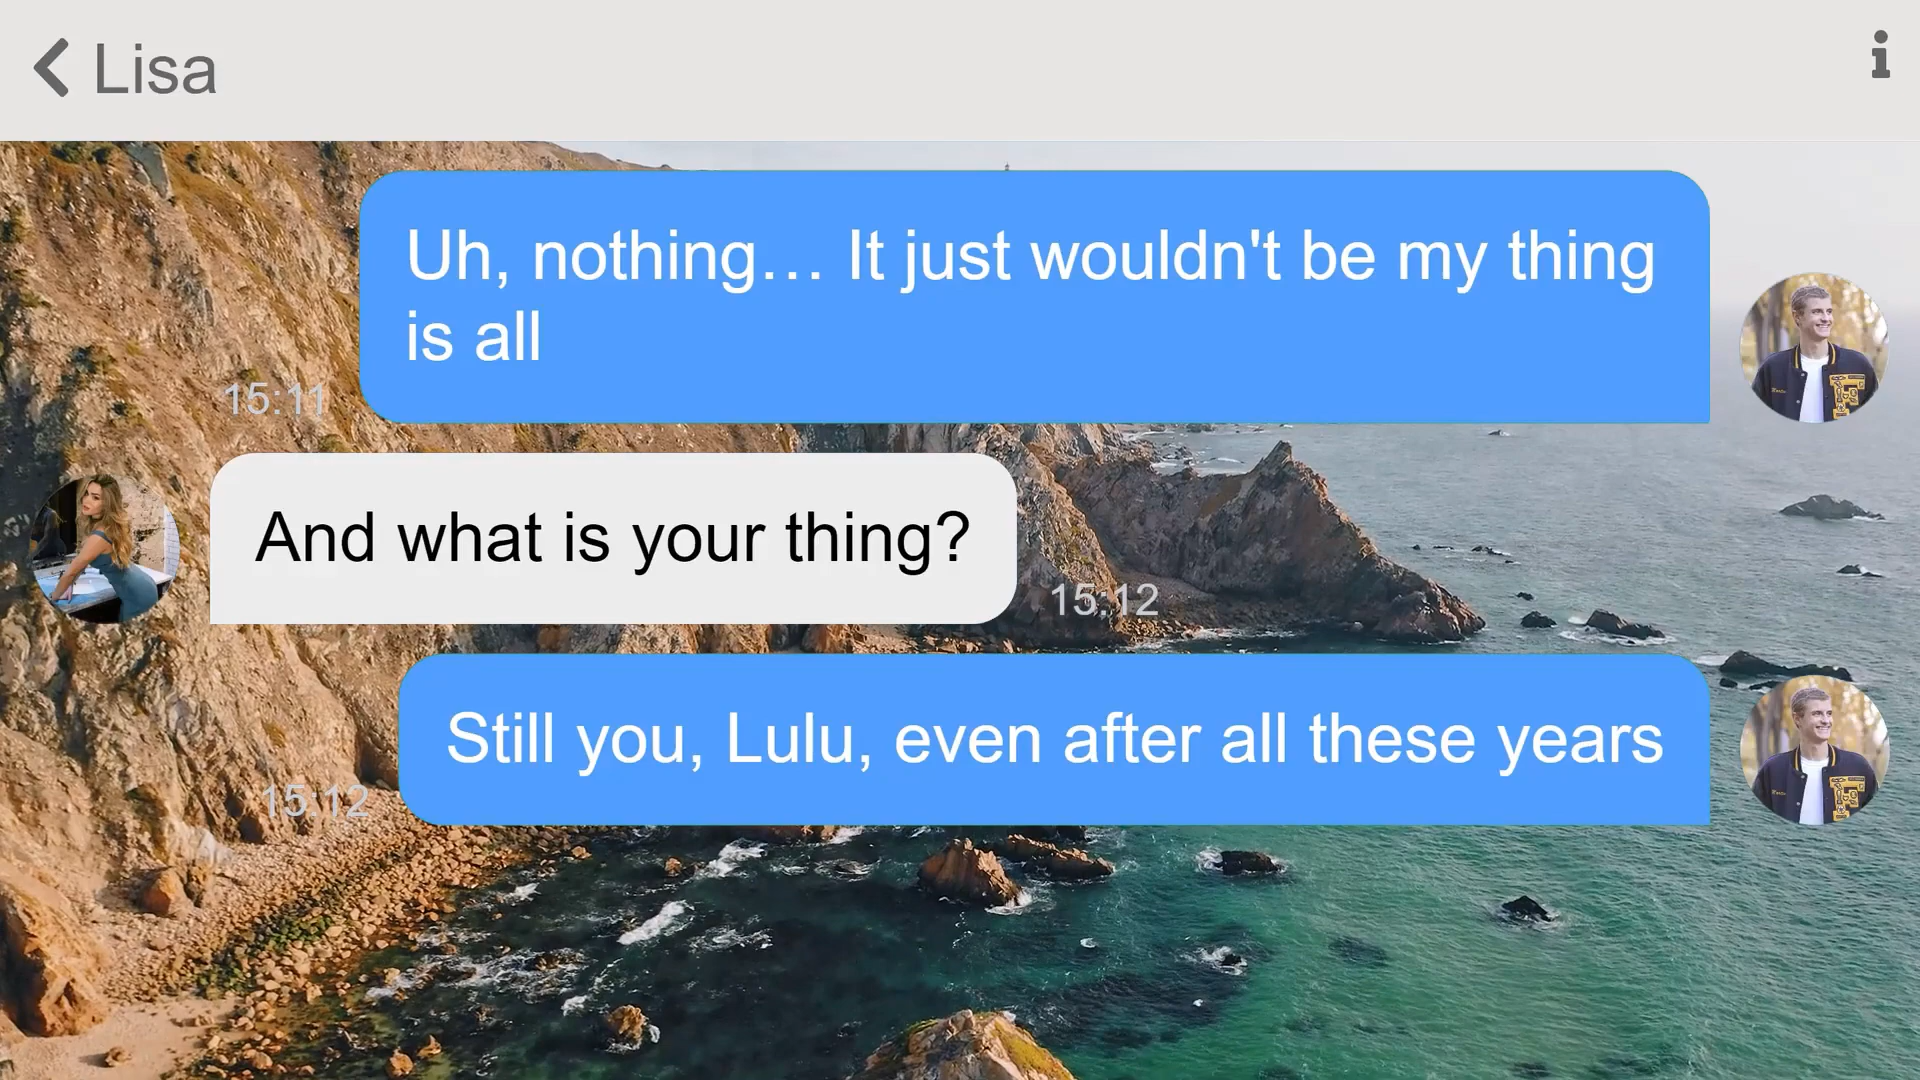 Lisa
Uh, nothing… It just wouldn't be my thing
is all
15:11
And what is your thing?
15:12
Still you, Lulu, even after all these years
15:12